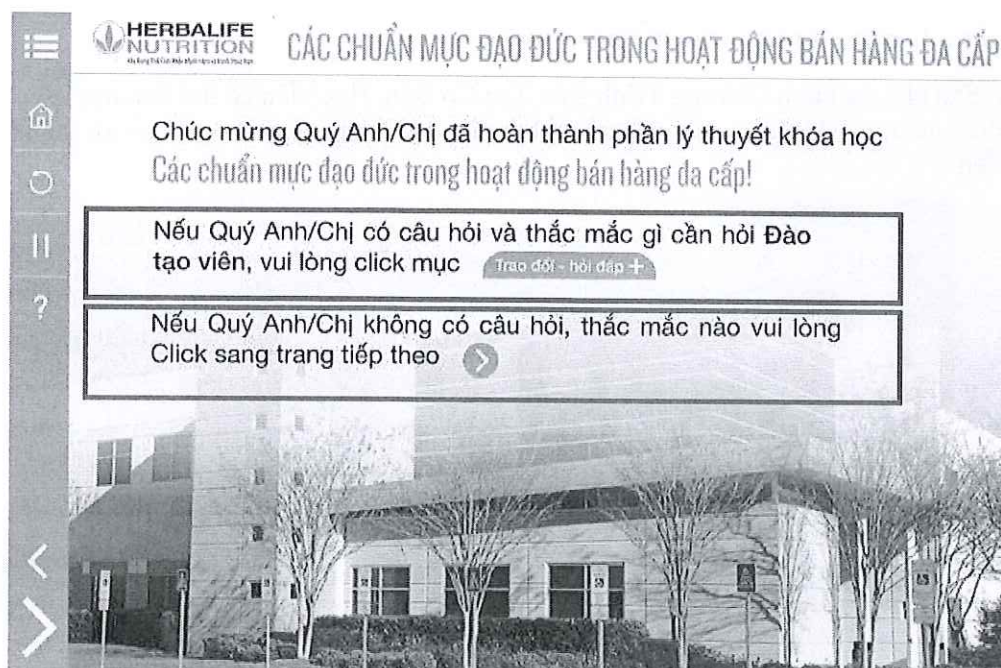 HERBALIFE
NUTRITION
CÁC CHUẨN MỰC ĐẠO ĐỨC TRONG HOẠT ĐỘNG BÁN HÀNG ĐA CẤP
Chúc mừng Quý Anh/Chị đã hoàn thành phần lý thuyết khóa học
Các chuẩn mực đạo đức trong hoạt động bán hàng đa cấp!
Nếu Quý Anh/Chị có câu hỏi và thắc mắc gì cần hỏi Đào
tạo viên, vui lòng click mục Trao đổi - hỏi đáp +
Nếu Quý Anh/Chị không có câu hỏi, thắc mắc nào vui lòng
Click sang trang tiếp theo
?